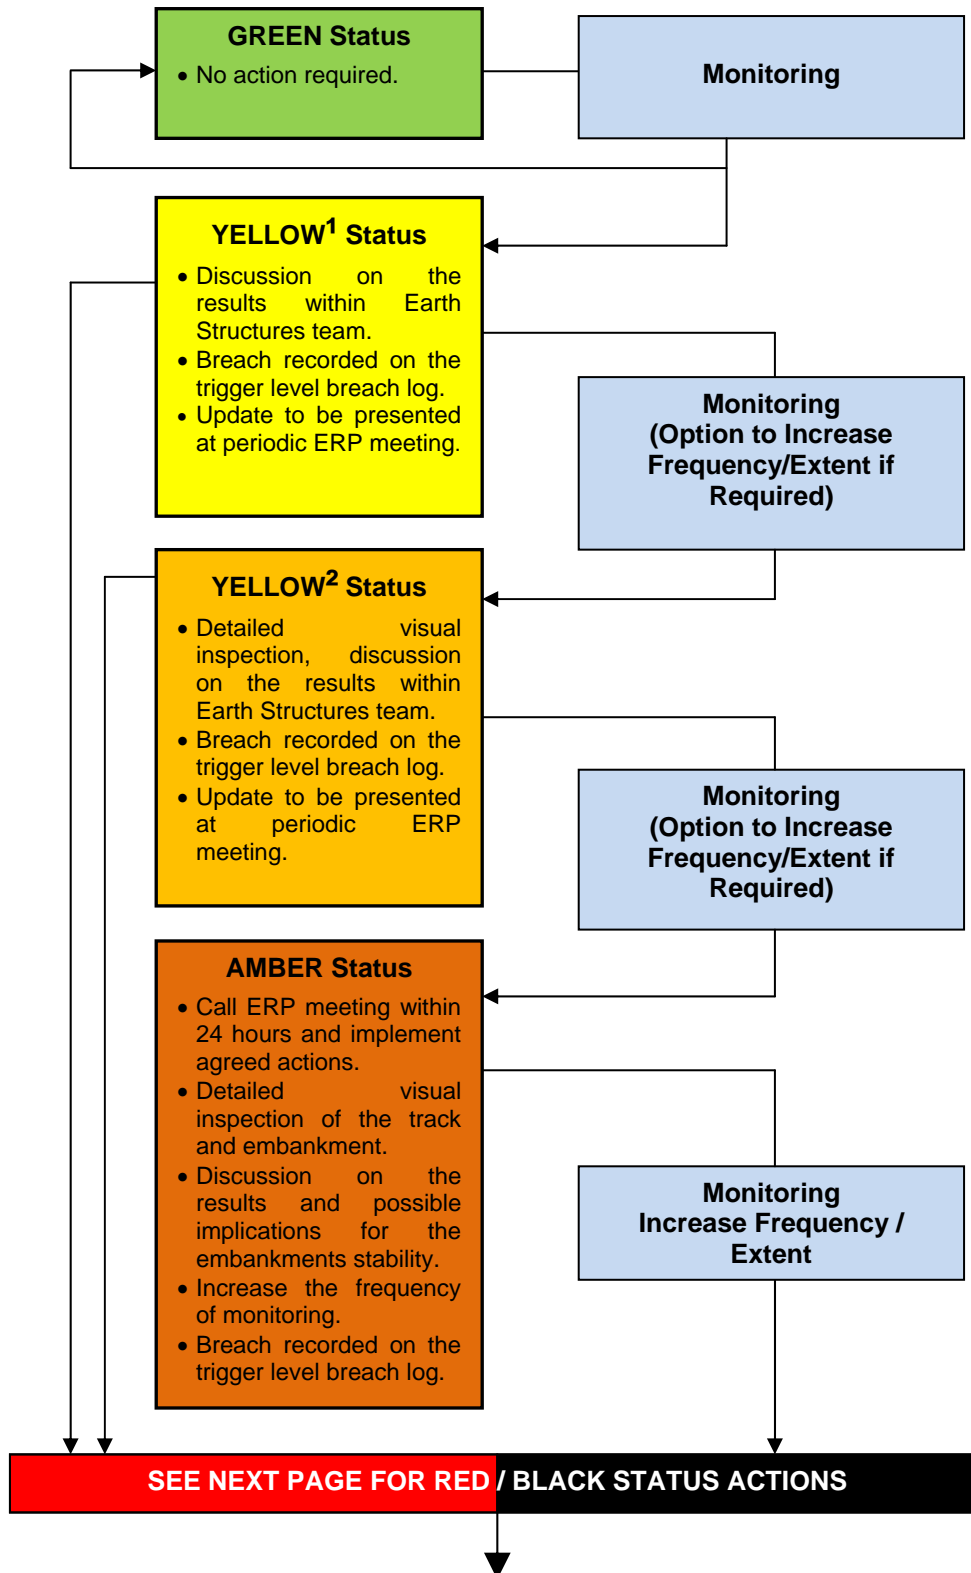 GREEN Status
• No action required.
Monitoring
YELLOW¹ Status
• Discussion on the
results within Earth
Structures team.
• Breach recorded on the
trigger level breach log.
• Update to be presented
at periodic ERP meeting.
Monitoring
(Option to Increase
Frequency/Extent if
Required)
YELLOW² Status
• Detailed visual
inspection, discussion
on the results within
Earth Structures team.
• Breach recorded on the
trigger level breach log.
• Update to be presented
at periodic ERP
meeting.
Monitoring
(Option to Increase
Frequency/Extent if
Required)
AMBER Status
• Call ERP meeting within
24 hours and implement
agreed actions.
• Detailed visual
inspection of the track
and embankment.
• Discussion on the
results and possible
implications for the
embankments stability.
• Increase the frequency
of monitoring.
• Breach recorded on the
trigger level breach log.
Monitoring
Increase Frequency /
Extent
SEE NEXT PAGE FOR RED / BLACK STATUS ACTIONS